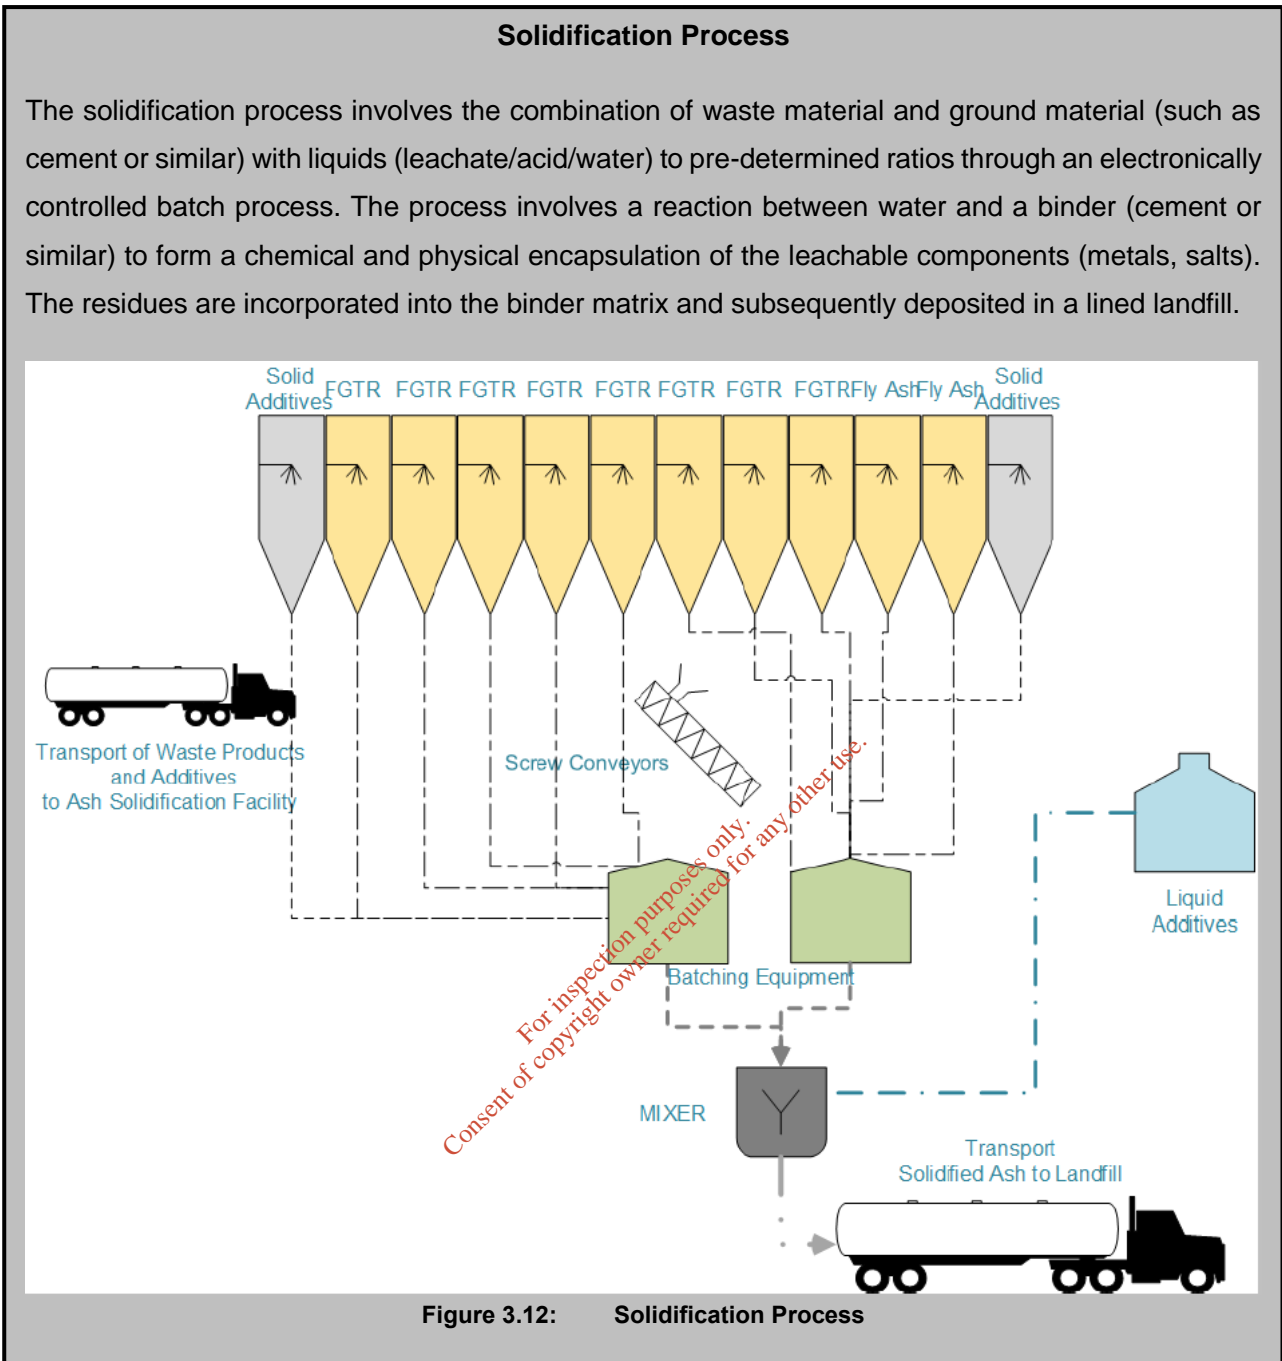 Solidification Process
The solidification process involves the combination of waste material and ground material (such as
cement or similar) with liquids (leachate/acid/water) to pre-determined ratios through an electronically
controlled batch process. The process involves a reaction between water and a binder (cement or
similar) to form a chemical and physical encapsulation of the leachable components (metals, salts).
The residues are incorporated into the binder matrix and subsequently deposited in a lined landfill.
Solid
Additives
FGTR
FGTR
FGTR
FGTR
FGTR
FGTR
FGTR
FGTR
Fly Ash
Fly Ash
Solid
Additives
Transport of Waste Products
and Additives
to Ash Solidification Facility
Screw Conveyors
Liquid
Additives
Batching Equipment
For inspection purposes only.
Consent of copyright owner required for any other use.
MIXER
Transport
Solidified Ash to Landfill
Figure 3.12: Solidification Process